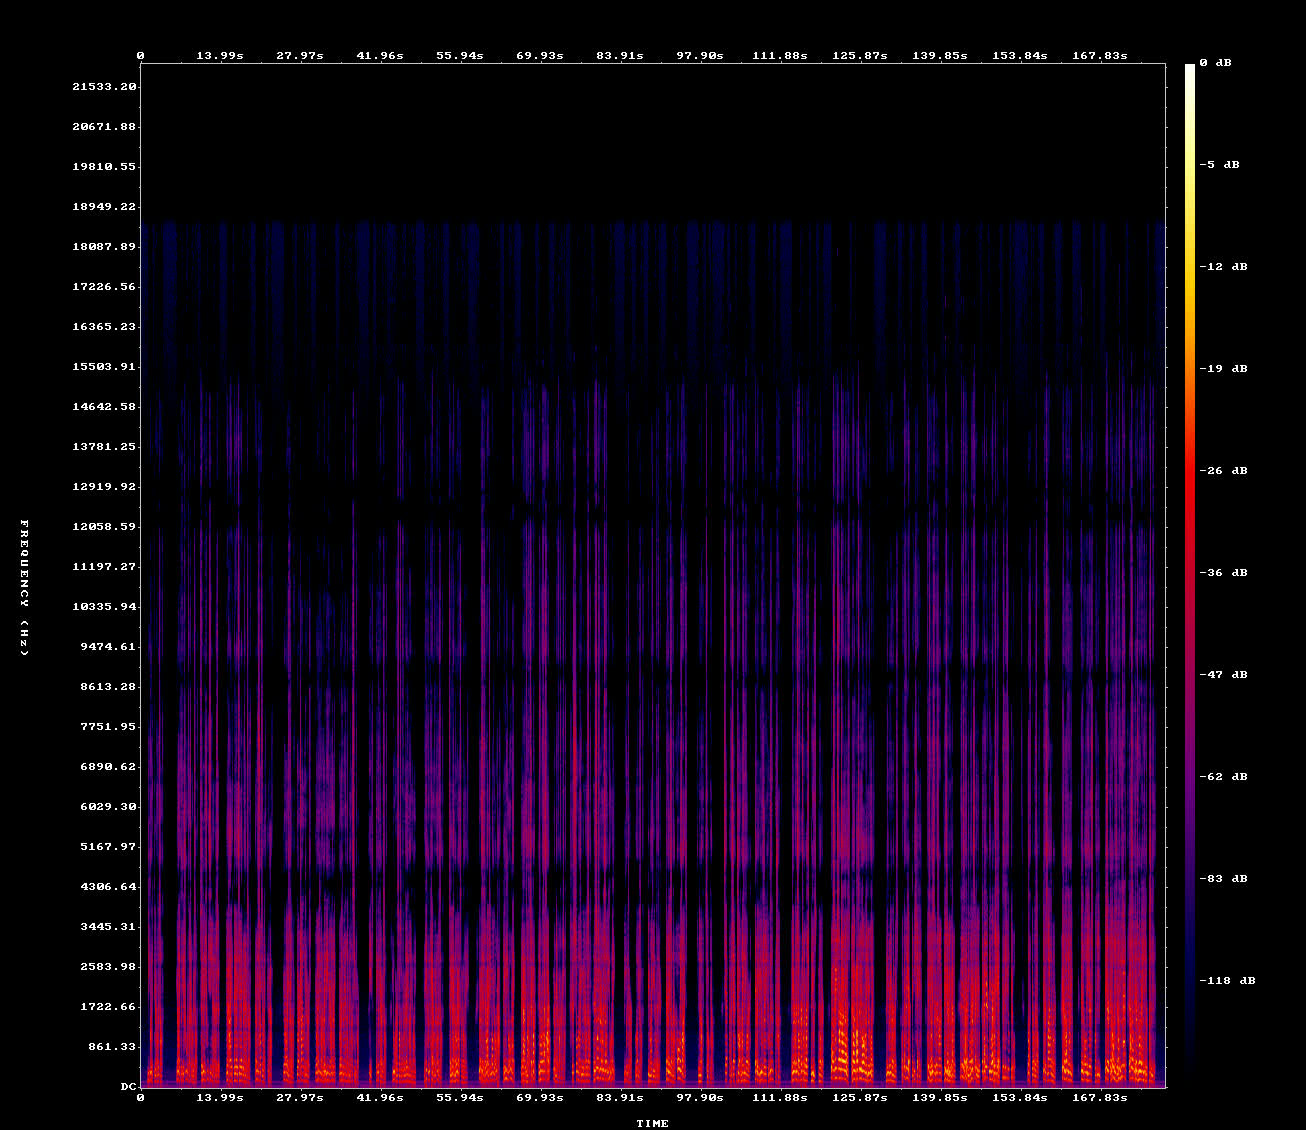 0 13.99s 27.97s 41.96s 55.94s 69.93s 83.91s 97.90s 111.88s 125.87s 139.85s 153.84s 167.83s
0 dB
21533.20
20671.88
19810.55
-5 dB
18949.22
18087.89
-12 dB
17226.56
16365.23
15503.91
-19 dB
14642.58
13781.25
-26 dB
12919.92
12058.59
11197.27
-36 dB
10335.94
9474.61
-47 dB
8613.28
7751.95
6890.62
-62 dB
6029.30
5167.97
4306.64
-83 dB
3445.31
2583.98
-118 dB
1722.66
861.33
DC
FREQUENCY (Hz)
0 13.99s 27.97s 41.96s 55.94s 69.93s 83.91s 97.90s 111.88s 125.87s 139.85s 153.84s 167.83s
TIME